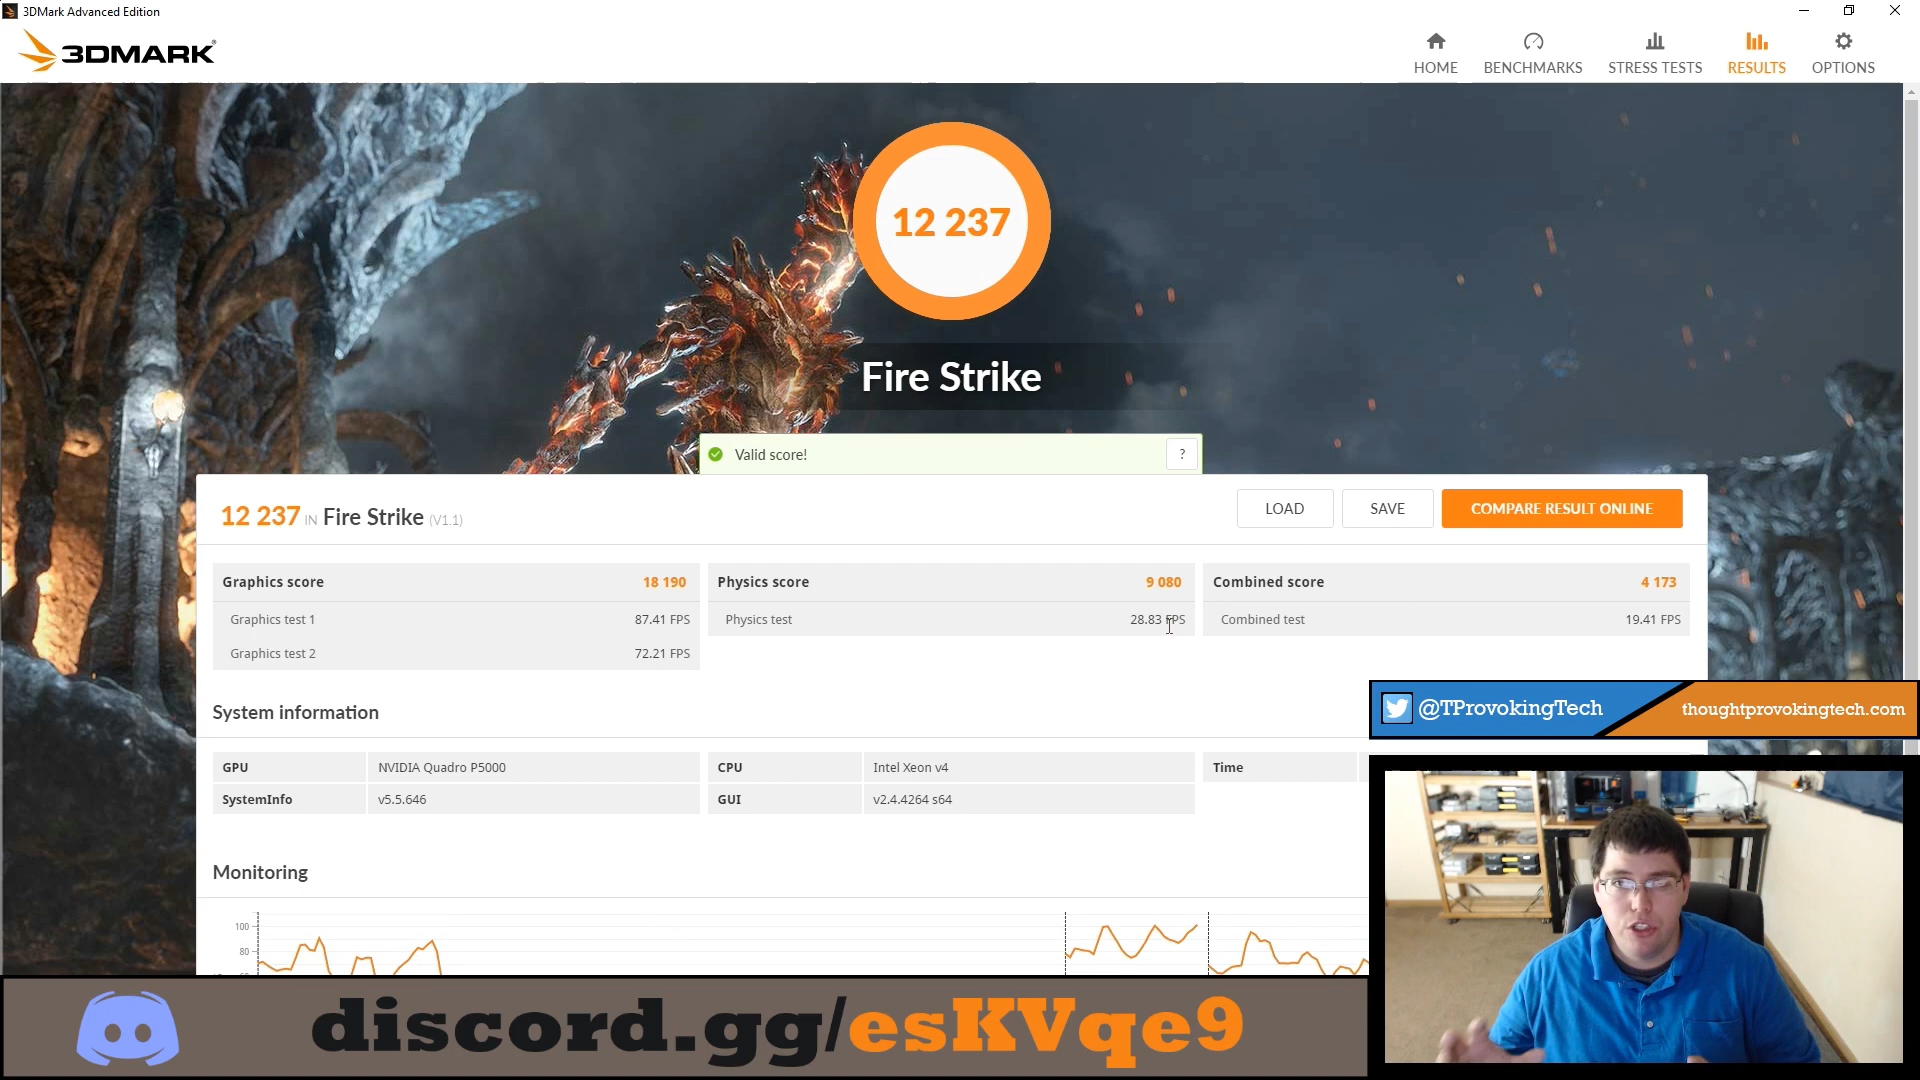 3DMark Advanced Edition
3DMARK
HOME
BENCHMARKS
STRESS TESTS
RESULTS
OPTIONS
12 237
Fire Strike
Valid score!
?
12 237 IN Fire Strike (V1.1)
LOAD
SAVE
COMPARE RESULT ONLINE
Graphics score 18 190
Graphics test 1 87.41 FPS
Graphics test 2 72.21 FPS
Physics score 9 080
Physics test 28.83 FPS
Combined score 4 173
Combined test 19.41 FPS
System information
GPU NVIDIA Quadro P5000
CPU Intel Xeon v4
Time
SystemInfo v5.5.646
GUI v2.4.4264 s64
@TProvokingTech
thoughtprovokingtech.com
Monitoring
100
80
discord.gg/esKVqe9